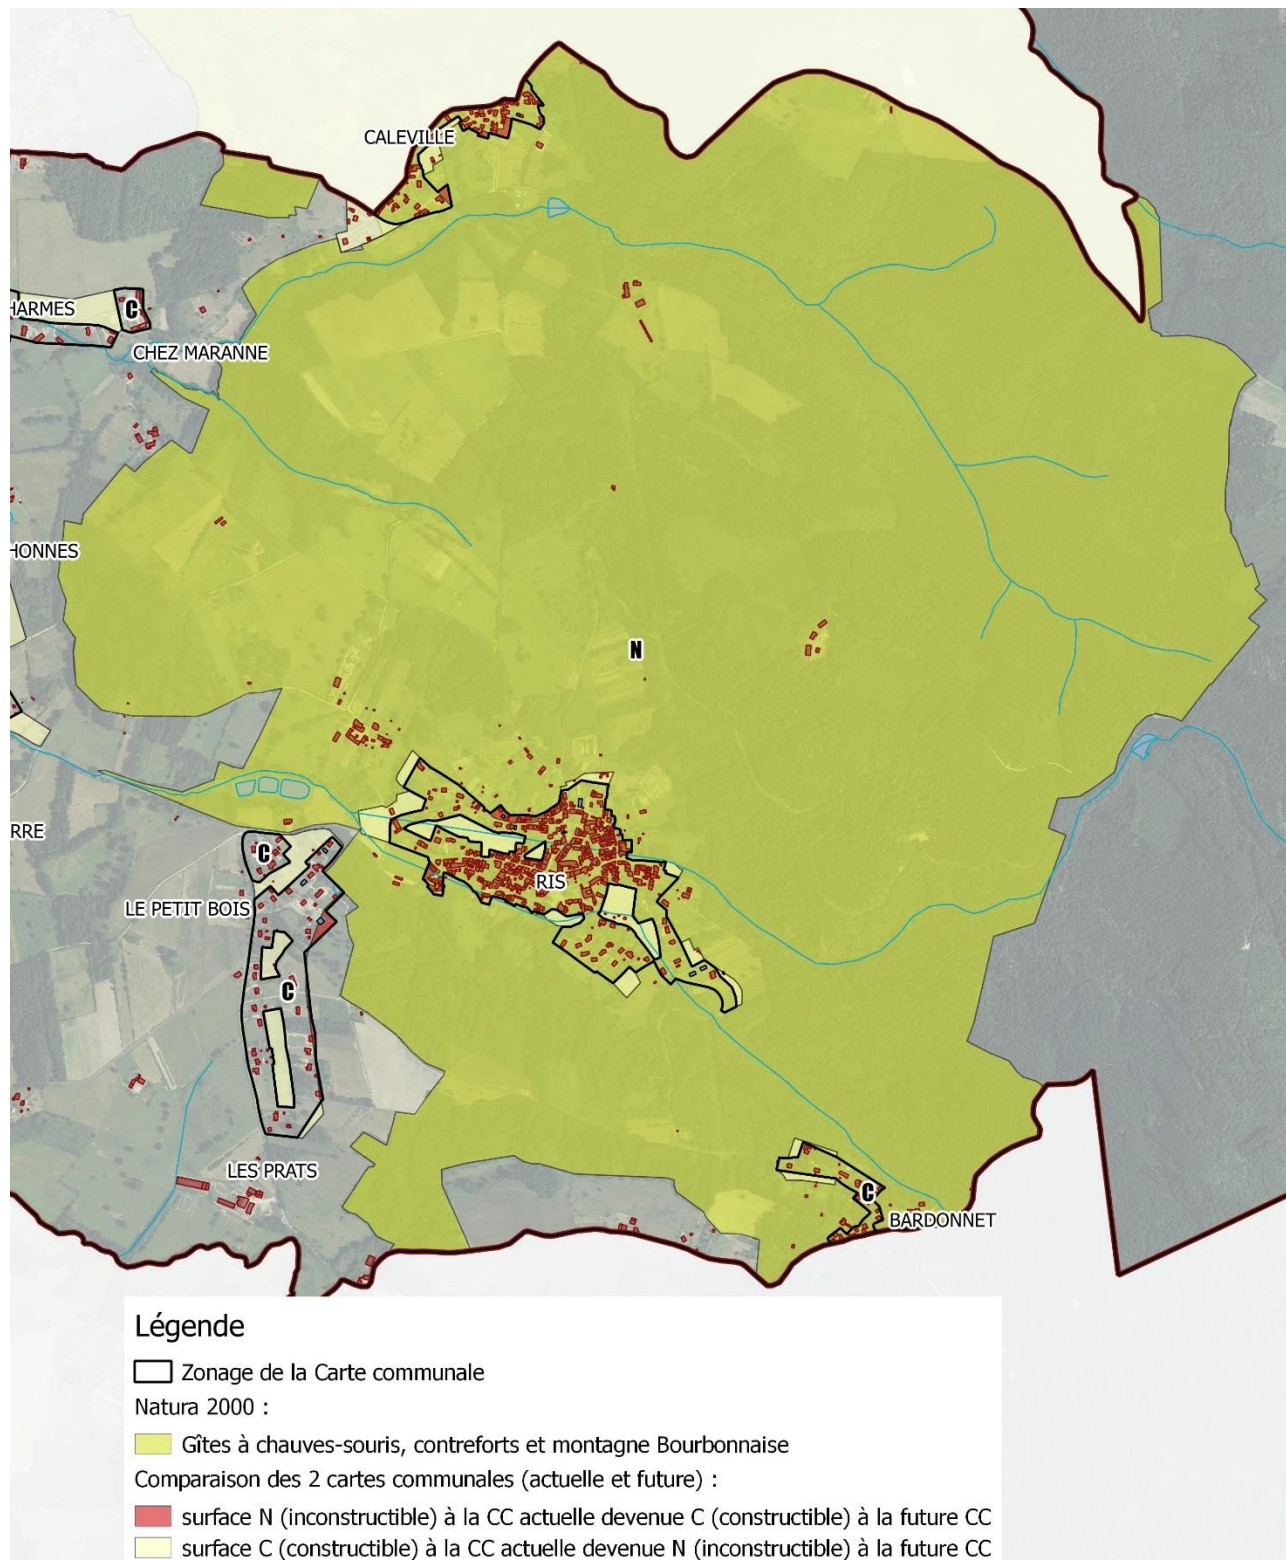 CALEVILLE
HARMES
C
CHEZ MARANNE
HONNES
N
RRE
C
LE PETIT BOIS
RIS
C
LES PRATS
C
BARDONNET
Légende
Zonage de la Carte communale
Natura 2000 :
Gîtes à chauves-souris, contreforts et montagne Bourbonnaise
Comparaison des 2 cartes communales (actuelle et future) :
surface N (inconstructible) à la CC actuelle devenue C (constructible) à la future CC
surface C (constructible) à la CC actuelle devenue N (inconstructible) à la future CC